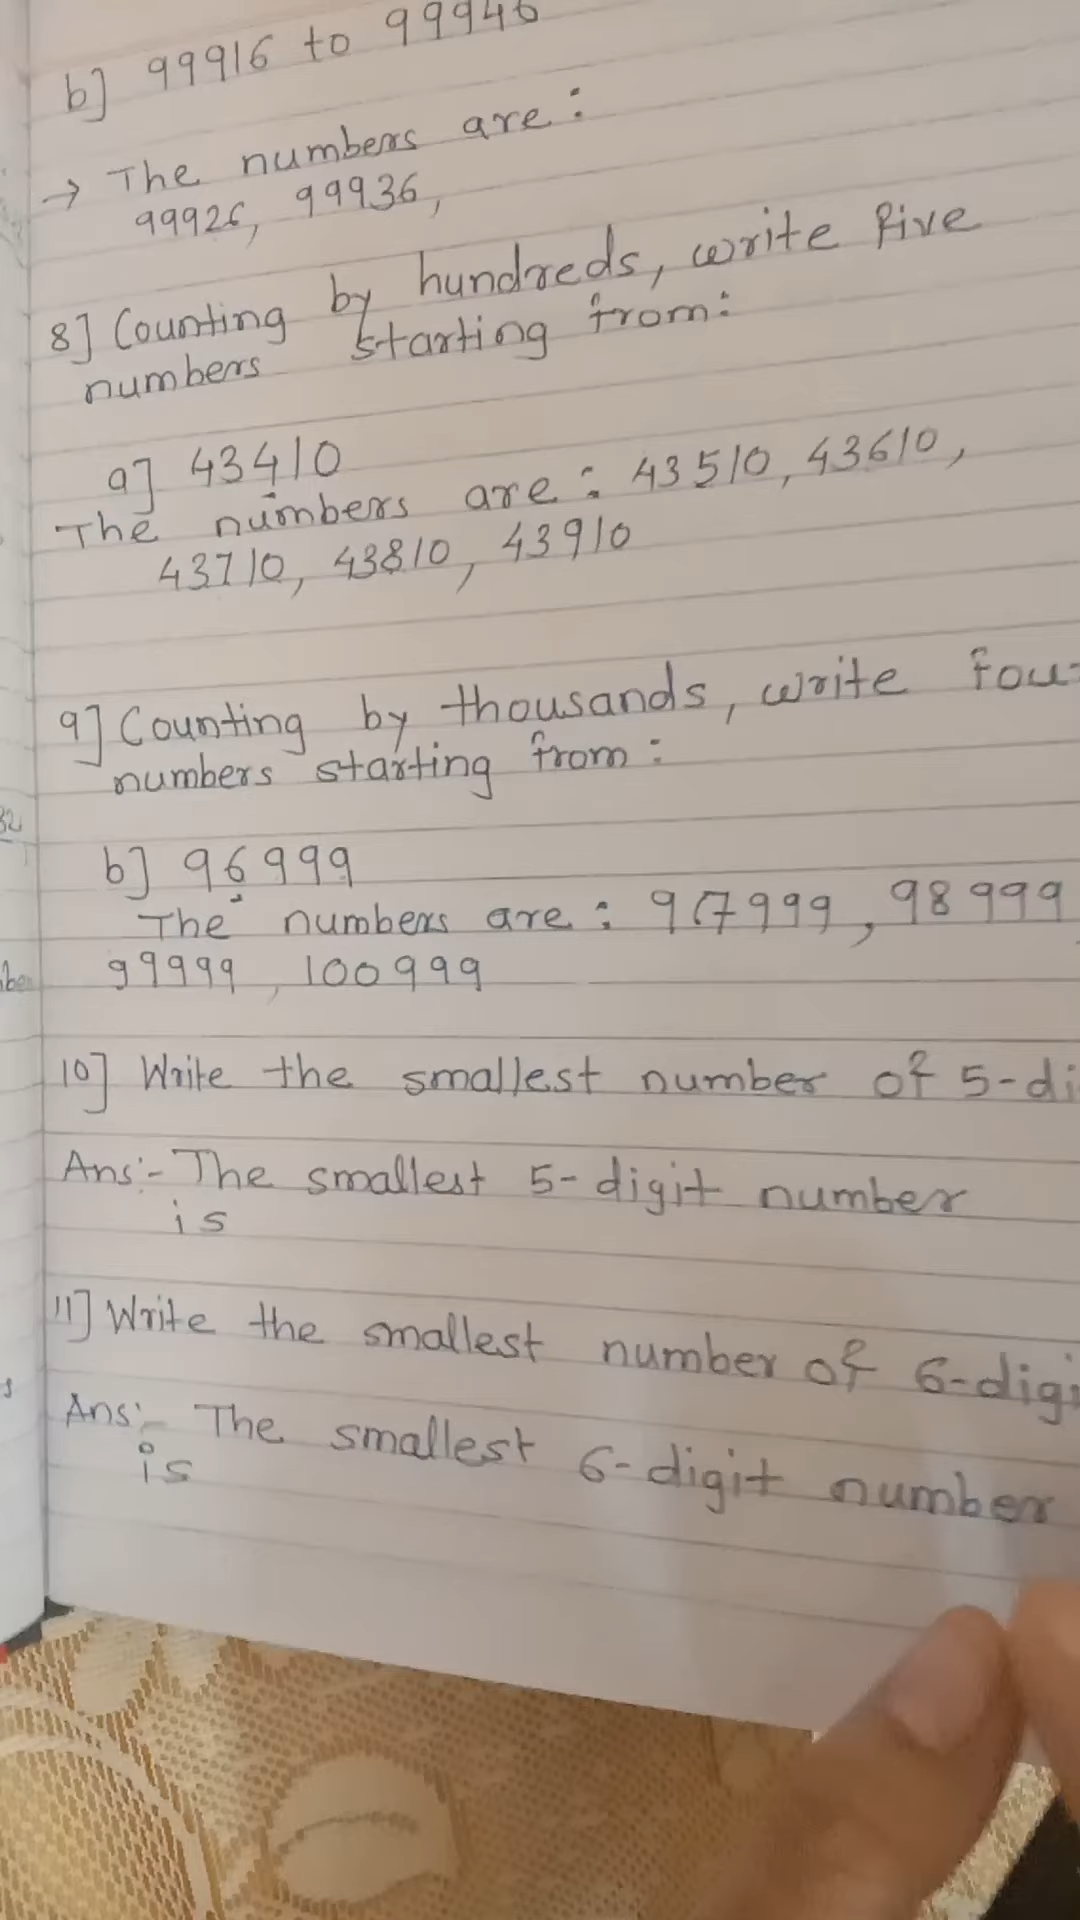 b] 99916 to 99946
→ The numbers are :
99926, 99936,
8] Counting by hundreds, write five
numbers starting from:
a] 43410
The numbers are : 43510, 43610,
43710, 43810, 43910
9] Counting by thousands, write fou
numbers starting from :
b] 96999
The numbers are : 97999, 98999
99999, 100999
10] Write the smallest number of 5-di
Ans:- The smallest 5-digit number
is
11] Write the smallest number of 6-digi
Ans:- The smallest 6-digit number
is